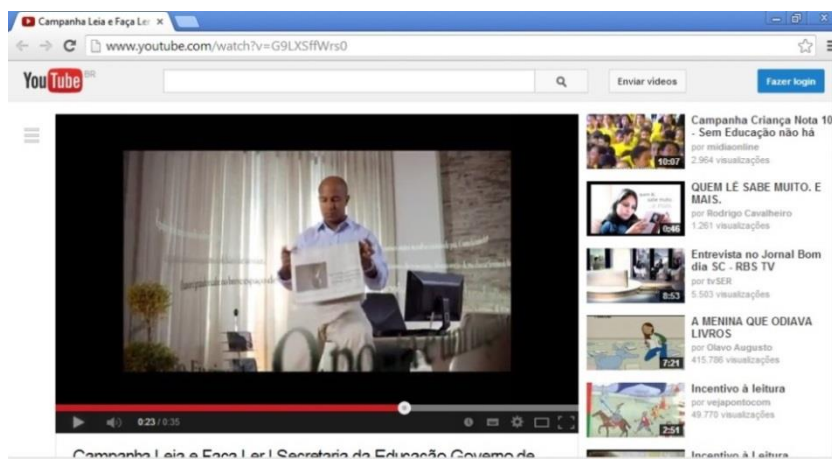 Campanha Leia e Faça Ler
www.youtube.com/watch?v=G9LXSffWrs0
YouTube BR
Enviar vídeos
Fazer login
Campanha Criança Nota 10
- Sem Educação não há
por midiaonline
2.964 visualizações
10:07
QUEM LÊ SABE MUITO. E
MAIS.
por Rodrigo Cavalheiro
1.261 visualizações
0:46
Entrevista no Jornal Bom
dia SC - RBS TV
por tvSER
5.503 visualizações
8:53
A MENINA QUE ODIAVA
LIVROS
por Olavo Augusto
415.786 visualizações
7:21
Incentivo à leitura
por vejapontocom
49.770 visualizações
2:51
Incentivo à Leitura
0:23 / 0:35
Campanha Leia e Faça Ler | Secretaria da Educação Governo de